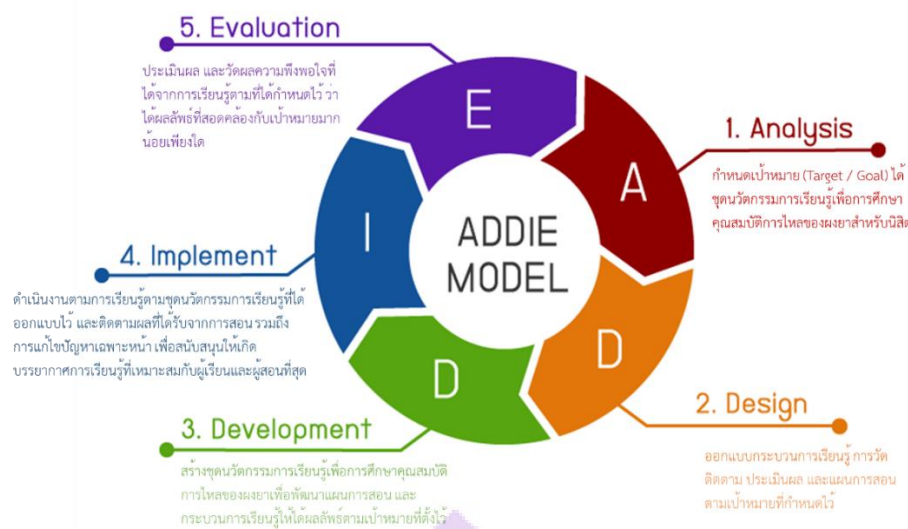 5. Evaluation
ประเมินผล และวัดผลความพึงพอใจที่
ได้จากการเรียนรู้ตามที่ได้กำหนดไว้ ว่า
ได้ผลลัพธ์ที่สอดคล้องกับเป้าหมายมาก
น้อยเพียงใด
E
1. Analysis
กำหนดเป้าหมาย (Target / Goal) ได้
ชุดนวัตกรรมการเรียนรู้เพื่อการศึกษา
คุณสมบัติการไหลของผงยาสำหรับนิสิต
A
ADDIE
MODEL
I
4. Implement
ดำเนินงานตามการเรียนรู้ตามชุดนวัตกรรมการเรียนรู้ที่ได้
ออกแบบไว้ และติดตามผลที่ได้รับจากการสอน รวมถึง
การแก้ไขปัญหาเฉพาะหน้า เพื่อสนับสนุนให้เกิด
บรรยากาศการเรียนรู้ที่เหมาะสมกับผู้เรียนและผู้สอนที่สุด
D
D
2. Design
ออกแบบกระบวนการเรียนรู้ การวัด
ติดตาม ประเมินผล และแผนการสอน
ตามเป้าหมายที่กำหนดไว้
3. Development
สร้างชุดนวัตกรรมการเรียนรู้เพื่อการศึกษาคุณสมบัติ
การไหลของผงยาเพื่อพัฒนาแผนการสอน และ
กระบวนการเรียนรู้ให้ได้ผลลัพธ์ตามเป้าหมายที่ตั้งไว้